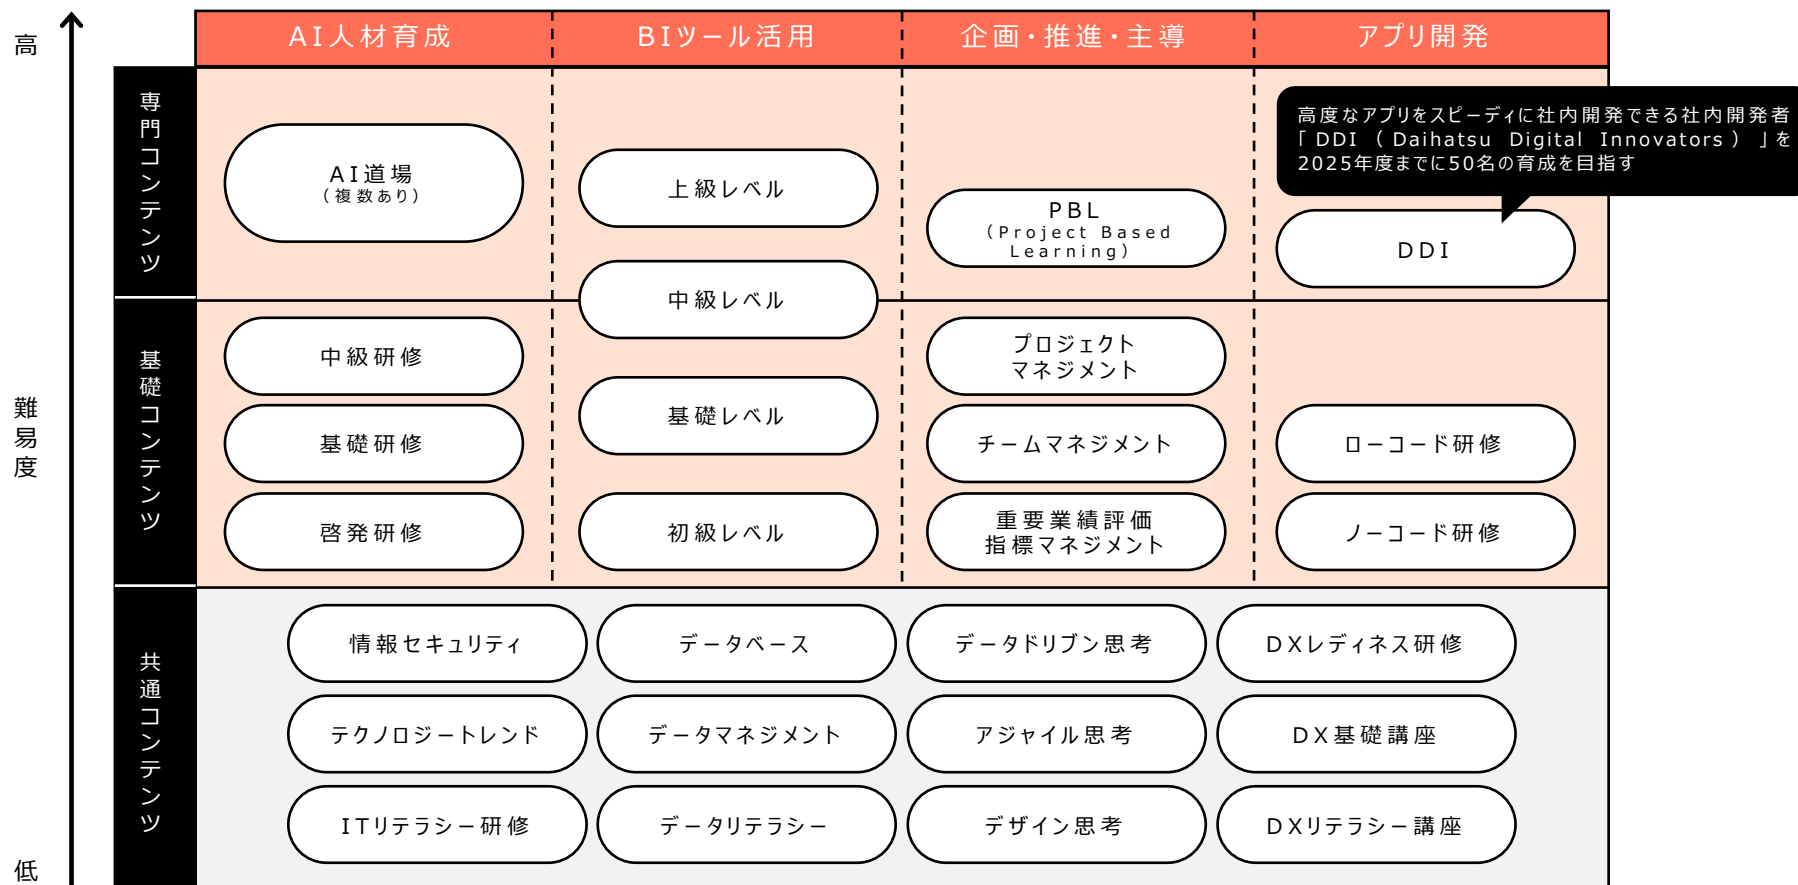 高
難易度
低
AI人材育成
BIツール活用
企画・推進・主導
アプリ開発
専門コンテンツ
AI道場
(複数あり)
上級レベル
中級レベル
PBL
(Project Based
Learning)
高度なアプリをスピーディに社内開発できる社内開発者
「DDI（Daihatsu Digital Innovators）」を
2025年度までに50名の育成を目指す
DDI
基礎コンテンツ
中級研修
基礎研修
啓発研修
基礎レベル
初級レベル
プロジェクト
マネジメント
チームマネジメント
重要業績評価
指標マネジメント
ローコード研修
ノーコード研修
共通コンテンツ
情報セキュリティ
データベース
データドリブン思考
DXレディネス研修
テクノロジートレンド
データマネジメント
アジャイル思考
DX基礎講座
ITリテラシー研修
データリテラシー
デザイン思考
DXリテラシー講座